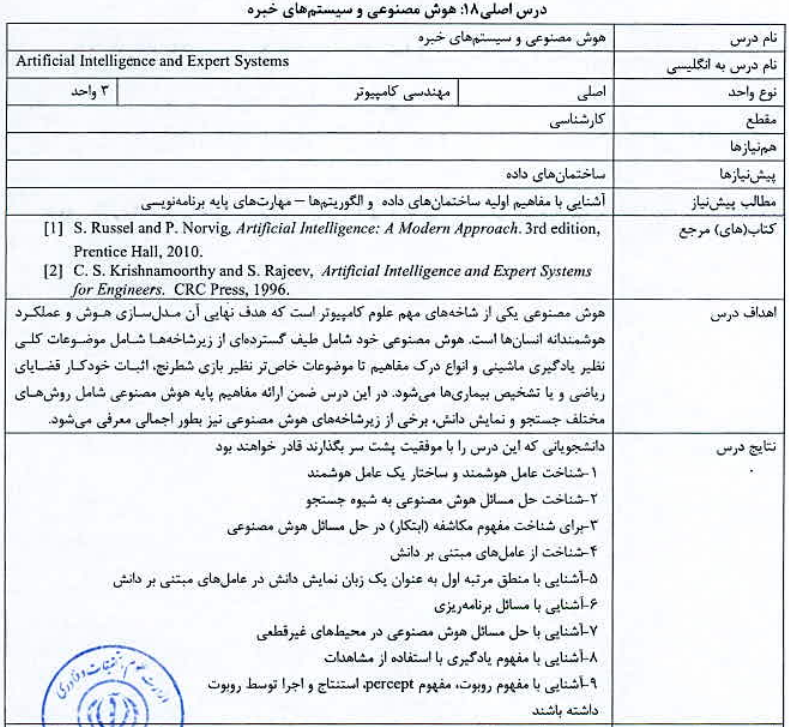 درس اصلی۱۸: هوش مصنوعی و سیستم‌های خبره
نام درس هوش مصنوعی و سیستم‌های خبره
نام درس به انگلیسی Artificial Intelligence and Expert Systems
نوع واحد اصلی مهندسی کامپیوتر ۳ واحد
مقطع کارشناسی
هم‌نیازها
پیش‌نیازها ساختمان‌های داده
مطالب پیش‌نیاز آشنایی با مفاهیم اولیه ساختمان‌های داده و الگوریتم‌ها – مهارت‌های پایه برنامه‌نویسی
کتاب(های) مرجع [1] S. Russel and P. Norvig, Artificial Intelligence: A Modern Approach. 3rd edition,
Prentice Hall, 2010.
[2] C. S. Krishnamoorthy and S. Rajeev, Artificial Intelligence and Expert Systems
for Engineers. CRC Press, 1996.
اهداف درس هوش مصنوعی یکی از شاخه‌های مهم علوم کامپیوتر است که هدف نهایی آن مدل‌سازی هوش و عملکرد
هوشمندانه انسان‌ها است. هوش مصنوعی خود شامل طیف گسترده‌ای از زیرشاخه‌ها شامل موضوعات کلی
نظیر یادگیری ماشینی و انواع درک مفاهیم تا موضوعات خاص‌تر نظیر بازی شطرنج، اثبات خودکار قضایای
ریاضی و یا تشخیص بیماری‌ها می‌شود. در این درس ضمن ارائه مفاهیم پایه هوش مصنوعی شامل روش‌های
مختلف جستجو و نمایش دانش، برخی از زیرشاخه‌های هوش مصنوعی نیز بطور اجمالی معرفی می‌شود.
نتایج درس دانشجویانی که این درس را با موفقیت پشت سر بگذارند قادر خواهند بود
۱-شناخت عامل هوشمند و ساختار یک عامل هوشمند
۲-شناخت حل مسائل هوش مصنوعی به شیوه جستجو
۳-برای شناخت مفهوم مکاشفه (ابتکار) در حل مسائل هوش مصنوعی
۴-شناخت از عامل‌های مبتنی بر دانش
۵-آشنایی با منطق مرتبه اول به عنوان یک زبان نمایش دانش در عامل‌های مبتنی بر دانش
۶-آشنایی با مسائل برنامه‌ریزی
۷-آشنایی با حل مسائل هوش مصنوعی در محیط‌های غیرقطعی
۸-آشنایی با مفهوم یادگیری با استفاده از مشاهدات
۹-آشنایی با مفهوم روبوت، مفهوم percept، استنتاج و اجرا توسط روبوت
داشته باشند
وزارت علوم، تحقیقات و فناوری